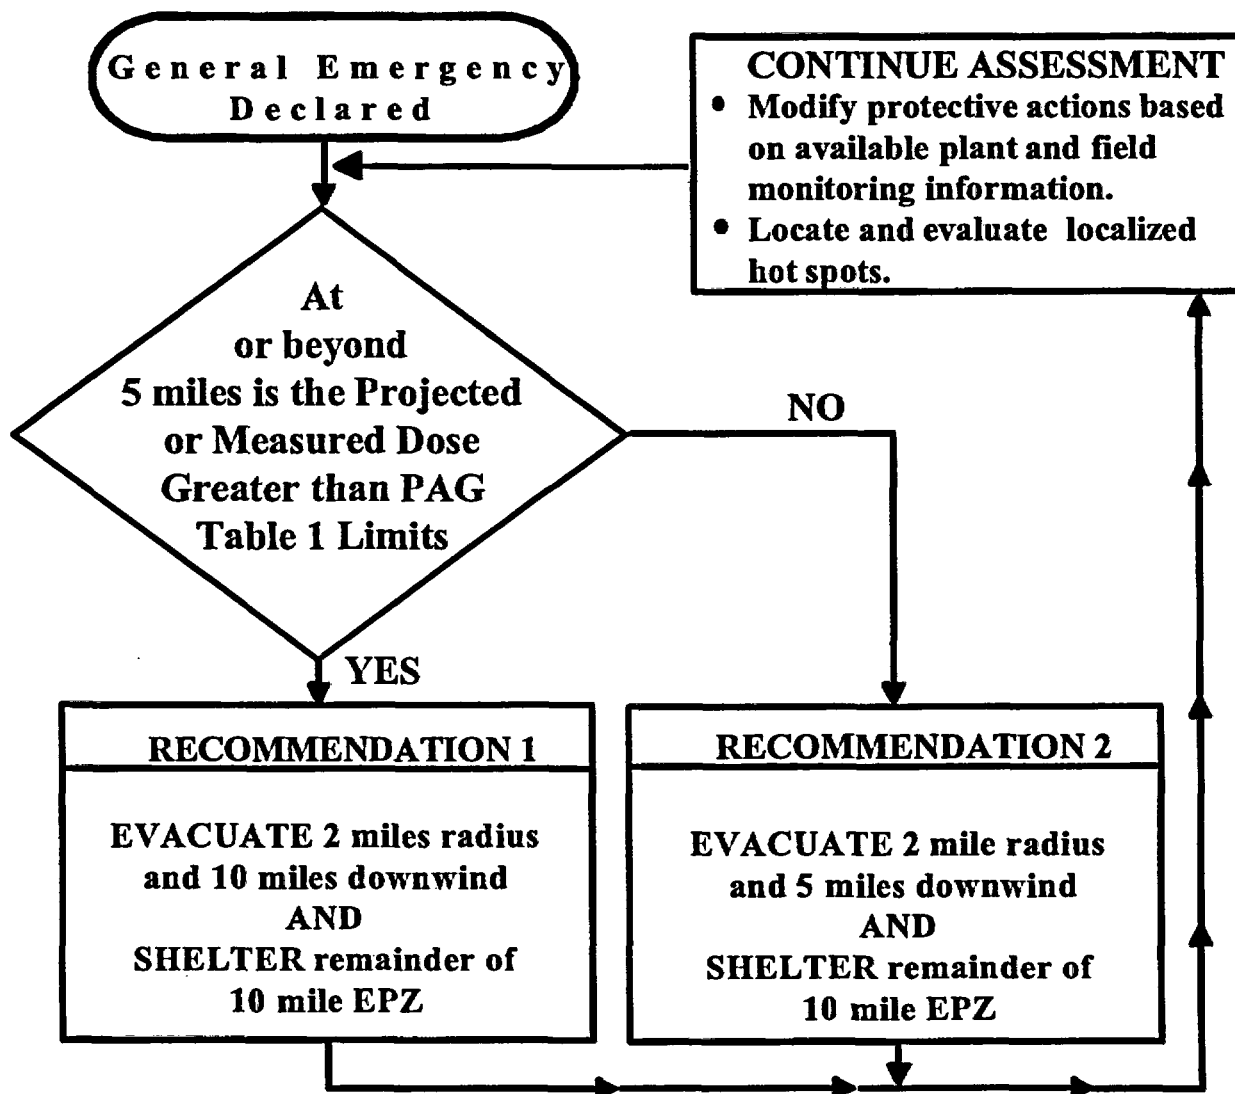 General Emergency
Declared
CONTINUE ASSESSMENT
• Modify protective actions based
on available plant and field
monitoring information.
• Locate and evaluate localized
hot spots.
At
or beyond
5 miles is the Projected
or Measured Dose
Greater than PAG
Table 1 Limits
NO
YES
RECOMMENDATION 1
EVACUATE 2 miles radius
and 10 miles downwind
AND
SHELTER remainder of
10 mile EPZ
RECOMMENDATION 2
EVACUATE 2 mile radius
and 5 miles downwind
AND
SHELTER remainder of
10 mile EPZ